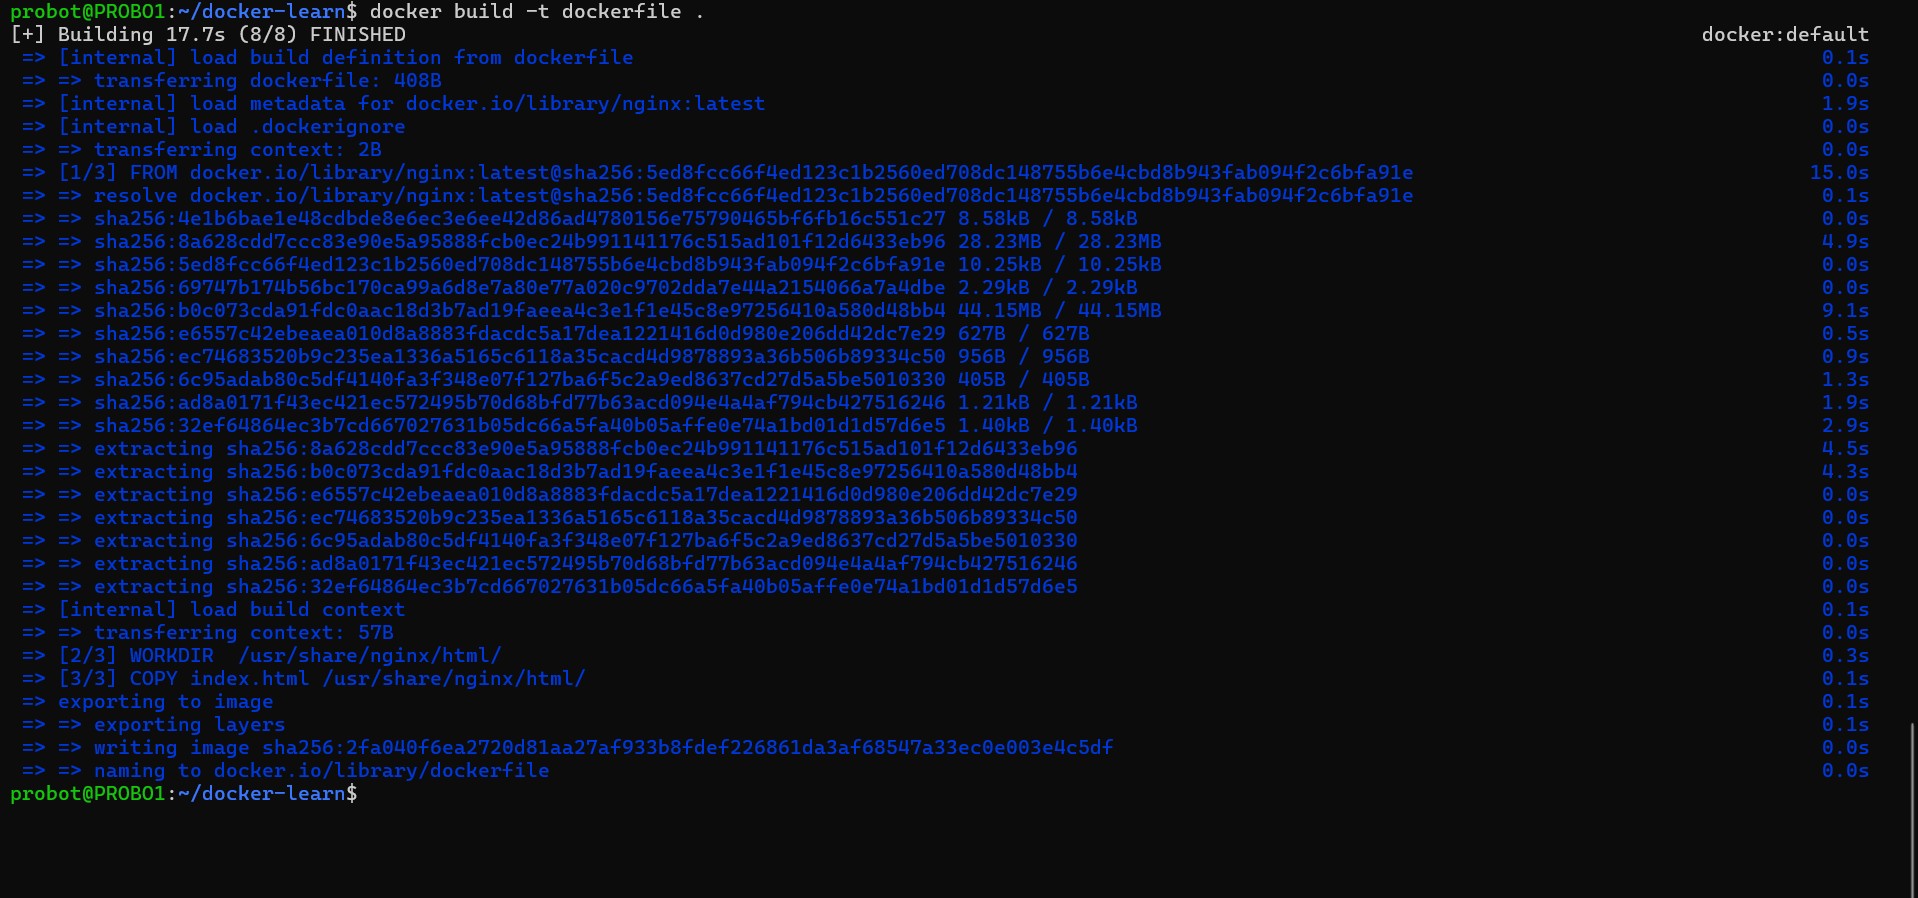 probot@PROBO1:~/docker-learn$ docker build -t dockerfile .
[+] Building 17.7s (8/8) FINISHED docker:default
=> [internal] load build definition from dockerfile 0.1s
=> => transferring dockerfile: 408B 0.0s
=> [internal] load metadata for docker.io/library/nginx:latest 1.9s
=> [internal] load .dockerignore 0.0s
=> => transferring context: 2B 0.0s
=> [1/3] FROM docker.io/library/nginx:latest@sha256:5ed8fcc66f4ed123c1b2560ed708dc148755b6e4cbd8b943fab094f2c6bfa91e 15.0s
=> => resolve docker.io/library/nginx:latest@sha256:5ed8fcc66f4ed123c1b2560ed708dc148755b6e4cbd8b943fab094f2c6bfa91e 0.1s
=> => sha256:4e1b6bae1e48cdbde8e6ec3e6ee42d86ad4780156e75790465bf6fb16c551c27 8.58kB / 8.58kB 0.0s
=> => sha256:8a628cdd7ccc83e90e5a95888fcb0ec24b991141176c515ad101f12d6433eb96 28.23MB / 28.23MB 4.9s
=> => sha256:5ed8fcc66f4ed123c1b2560ed708dc148755b6e4cbd8b943fab094f2c6bfa91e 10.25kB / 10.25kB 0.0s
=> => sha256:69747b174b56bc170ca99a6d8e7a80e77a020c9702dda7e44a2154066a7a4dbe 2.29kB / 2.29kB 0.0s
=> => sha256:b0c073cda91fdc0aac18d3b7ad19faeea4c3e1f1e45c8e97256410a580d48bb4 44.15MB / 44.15MB 9.1s
=> => sha256:e6557c42ebeaea010d8a8883fdacdc5a17dea1221416d0d980e206dd42dc7e29 627B / 627B 0.5s
=> => sha256:ec74683520b9c235ea1336a5165c6118a35cacd4d9878893a36b506b89334c50 956B / 956B 0.9s
=> => sha256:6c95adab80c5df4140fa3f348e07f127ba6f5c2a9ed8637cd27d5a5be5010330 405B / 405B 1.3s
=> => sha256:ad8a0171f43ec421ec572495b70d68bfd77b63acd094e4a4af794cb427516246 1.21kB / 1.21kB 1.9s
=> => sha256:32ef64864ec3b7cd667027631b05dc66a5fa40b05affe0e74a1bd01d1d57d6e5 1.40kB / 1.40kB 2.9s
=> => extracting sha256:8a628cdd7ccc83e90e5a95888fcb0ec24b991141176c515ad101f12d6433eb96 4.5s
=> => extracting sha256:b0c073cda91fdc0aac18d3b7ad19faeea4c3e1f1e45c8e97256410a580d48bb4 4.3s
=> => extracting sha256:e6557c42ebeaea010d8a8883fdacdc5a17dea1221416d0d980e206dd42dc7e29 0.0s
=> => extracting sha256:ec74683520b9c235ea1336a5165c6118a35cacd4d9878893a36b506b89334c50 0.0s
=> => extracting sha256:6c95adab80c5df4140fa3f348e07f127ba6f5c2a9ed8637cd27d5a5be5010330 0.0s
=> => extracting sha256:ad8a0171f43ec421ec572495b70d68bfd77b63acd094e4a4af794cb427516246 0.0s
=> => extracting sha256:32ef64864ec3b7cd667027631b05dc66a5fa40b05affe0e74a1bd01d1d57d6e5 0.0s
=> [internal] load build context 0.1s
=> => transferring context: 57B 0.0s
=> [2/3] WORKDIR  /usr/share/nginx/html/ 0.3s
=> [3/3] COPY index.html /usr/share/nginx/html/ 0.1s
=> exporting to image 0.1s
=> => exporting layers 0.1s
=> => writing image sha256:2fa040f6ea2720d81aa27af933b8fdef226861da3af68547a33ec0e003e4c5df 0.0s
=> => naming to docker.io/library/dockerfile 0.0s
probot@PROBO1:~/docker-learn$